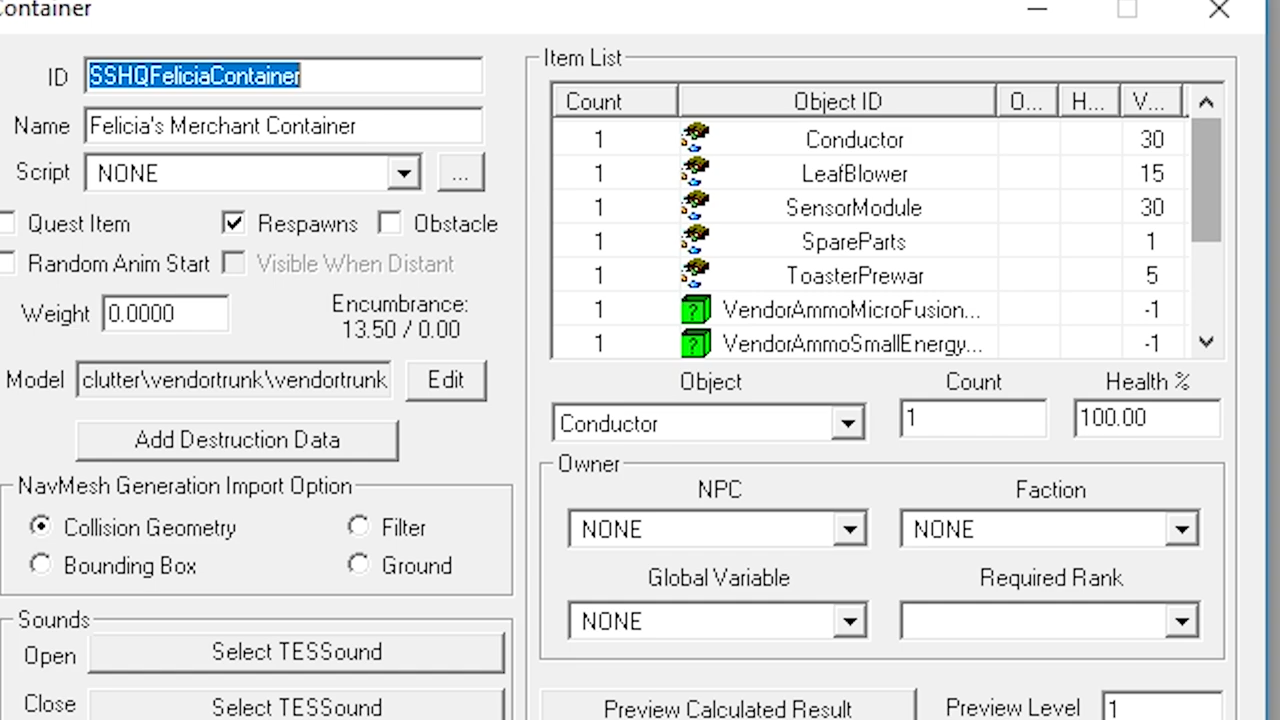 Container
ID SSHQFeliciaContainer
Name Felicia's Merchant Container
Script NONE ...
Quest Item Respawns Obstacle
Random Anim Start Visible When Distant
Weight 0.0000 Encumbrance:
13.50 / 0.00
Model clutter\vendortrunk\vendortrunk Edit
Add Destruction Data
NavMesh Generation Import Option
Collision Geometry Filter
Bounding Box Ground
Sounds
Open Select TESSound
Close Select TESSound
Item List
Count Object ID O... H... V...
1 Conductor 30
1 LeafBlower 15
1 SensorModule 30
1 SpareParts 1
1 ToasterPrewar 5
1 VendorAmmoMicroFusion... -1
1 VendorAmmoSmallEnergy... -1
Object Count Health %
Conductor 1 100.00
Owner
NPC Faction
NONE NONE
Global Variable Required Rank
NONE
Preview Calculated Result Preview Level 1